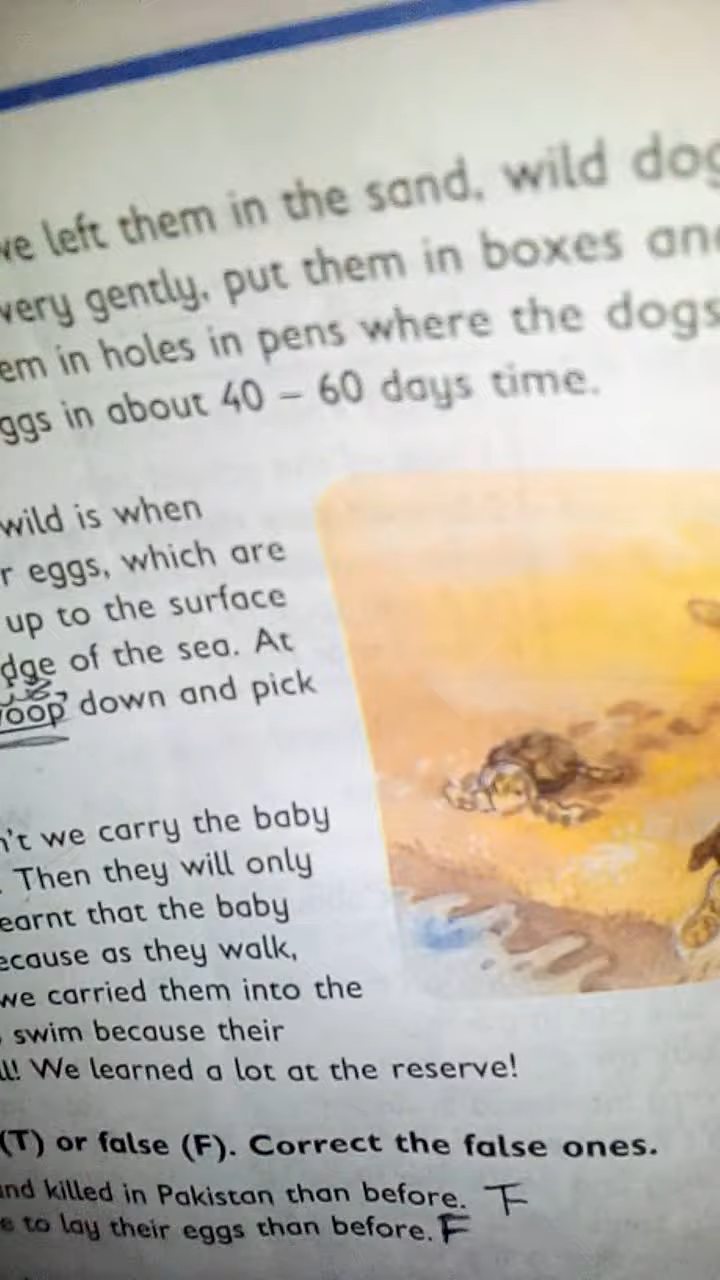 ve left them in the sand, wild dog
very gently, put them in boxes and
em in holes in pens where the dogs
ggs in about 40 – 60 days time.
wild is when
r eggs, which are
up to the surface
dge of the sea. At
oop down and pick
n't we carry the baby
. Then they will only
earnt that the baby
ecause as they walk,
we carried them into the
swim because their
ll! We learned a lot at the reserve!
(T) or false (F). Correct the false ones.
nd killed in Pakistan than before. F
e to lay their eggs than before. F